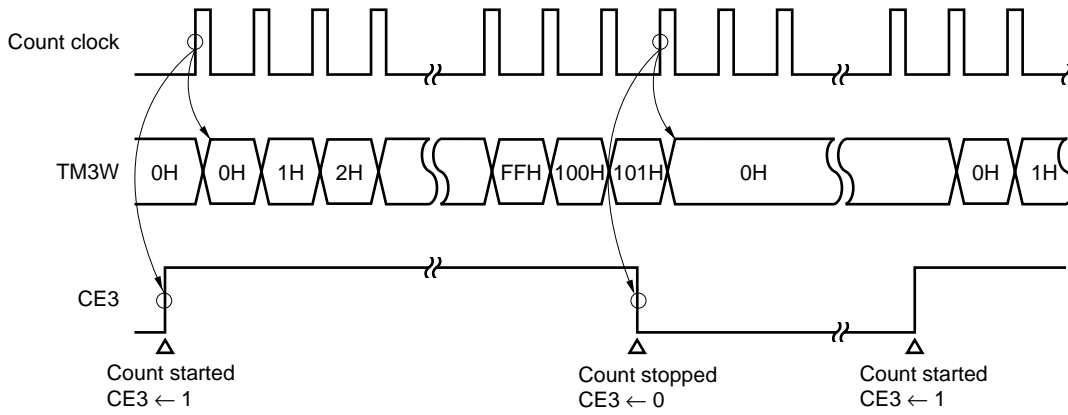 Count clock
TM3W
0H 0H 1H 2H FFH 100H 101H 0H 0H 1H
CE3
Count started
CE3 ← 1
Count stopped
CE3 ← 0
Count started
CE3 ← 1